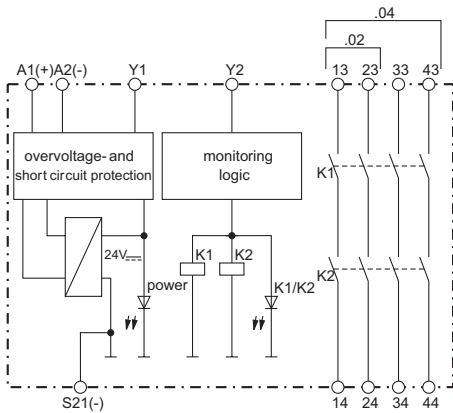 .04
.02
A1(+) A2(-) Y1 Y2 13 23 33 43
overvoltage- and
short circuit protection
monitoring
logic
K1
24V
K1 K2
K2
power
K1/K2
S21(-) 14 24 34 44